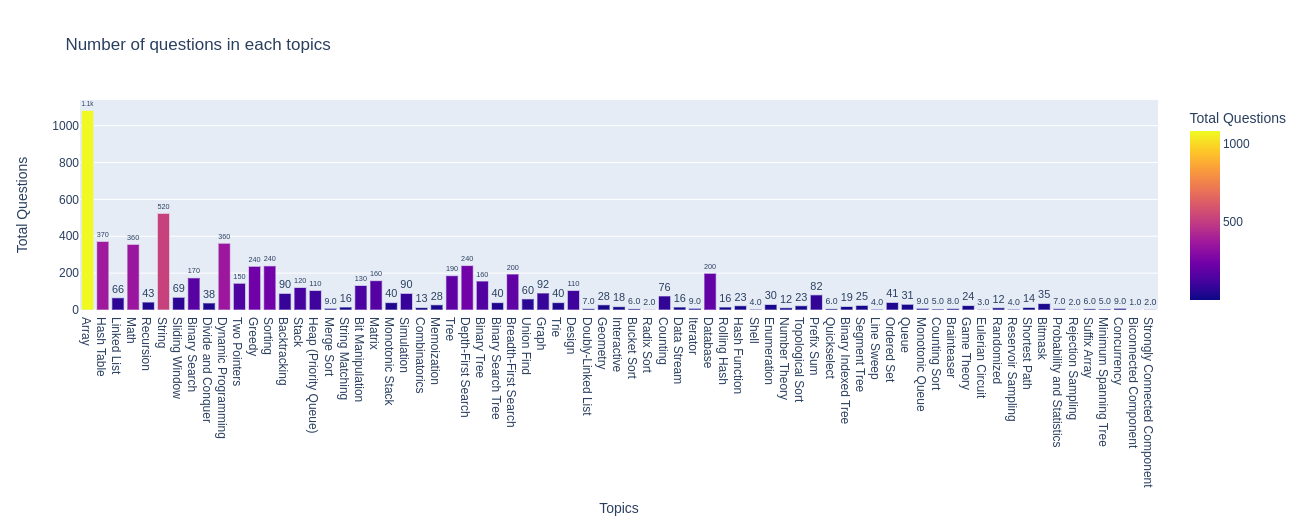 Number of questions in each topics
Total Questions
1000
800
600
400
200
0
1.1k
370
66
360
43
520
69
170
38
360
150
240
240
90
120
110
9.0
16
130
160
40
90
13
28
190
240
160
40
200
60
92
40
110
7.0
28
18
6.0
2.0
76
16
9.0
200
16
23
4.0
30
12
23
82
6.0
19
25
4.0
41
31
9.0
5.0
8.0
24
3.0
12
4.0
14
35
7.0
2.0
6.0
5.0
9.0
1.0
2.0
Array
Hash Table
Linked List
Math
Recursion
String
Sliding Window
Binary Search
Divide and Conquer
Dynamic Programming
Two Pointers
Greedy
Sorting
Backtracking
Stack
Heap (Priority Queue)
Merge Sort
String Matching
Bit Manipulation
Matrix
Monotonic Stack
Simulation
Combinatorics
Memoization
Tree
Depth-First Search
Binary Tree
Binary Search Tree
Breadth-First Search
Union Find
Graph
Trie
Design
Doubly-Linked List
Geometry
Interactive
Bucket Sort
Radix Sort
Counting
Data Stream
Iterator
Database
Rolling Hash
Hash Function
Shell
Enumeration
Number Theory
Topological Sort
Prefix Sum
Quickselect
Binary Indexed Tree
Segment Tree
Line Sweep
Ordered Set
Queue
Monotonic Queue
Counting Sort
Brainteaser
Game Theory
Eulerian Circuit
Randomized
Reservoir Sampling
Shortest Path
Bitmask
Probability and Statistics
Rejection Sampling
Suffix Array
Minimum Spanning Tree
Concurrency
Biconnected Component
Strongly Connected Component
Topics
Total Questions
1000
500